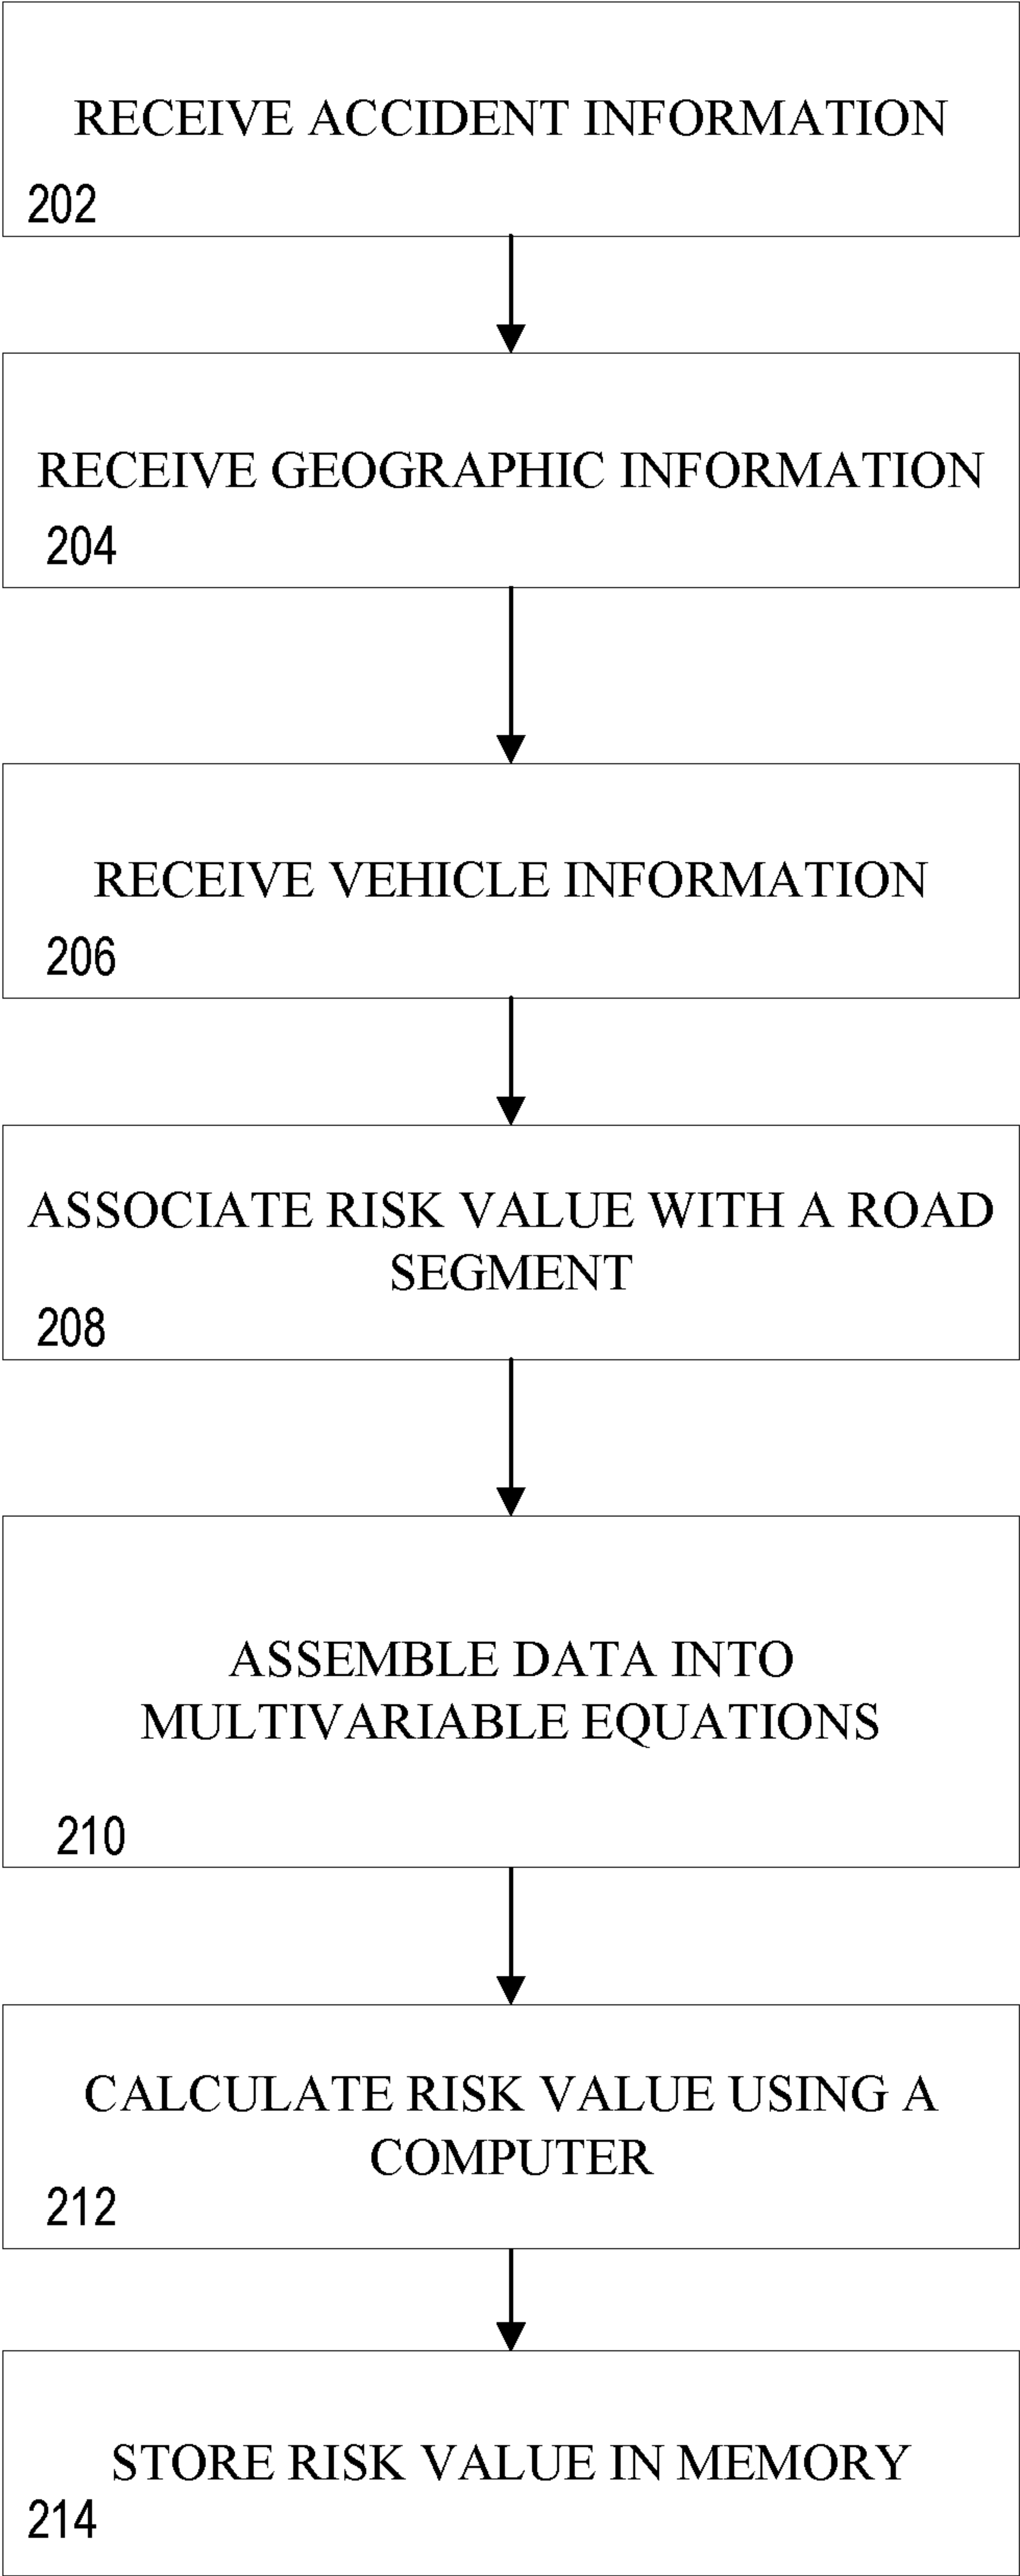 RECEIVE ACCIDENT INFORMATION
202
RECEIVE GEOGRAPHIC INFORMATION
204
RECEIVE VEHICLE INFORMATION
206
ASSOCIATE RISK VALUE WITH A ROAD
SEGMENT
208
ASSEMBLE DATA INTO
MULTIVARIABLE EQUATIONS
210
CALCULATE RISK VALUE USING A
COMPUTER
212
STORE RISK VALUE IN MEMORY
214